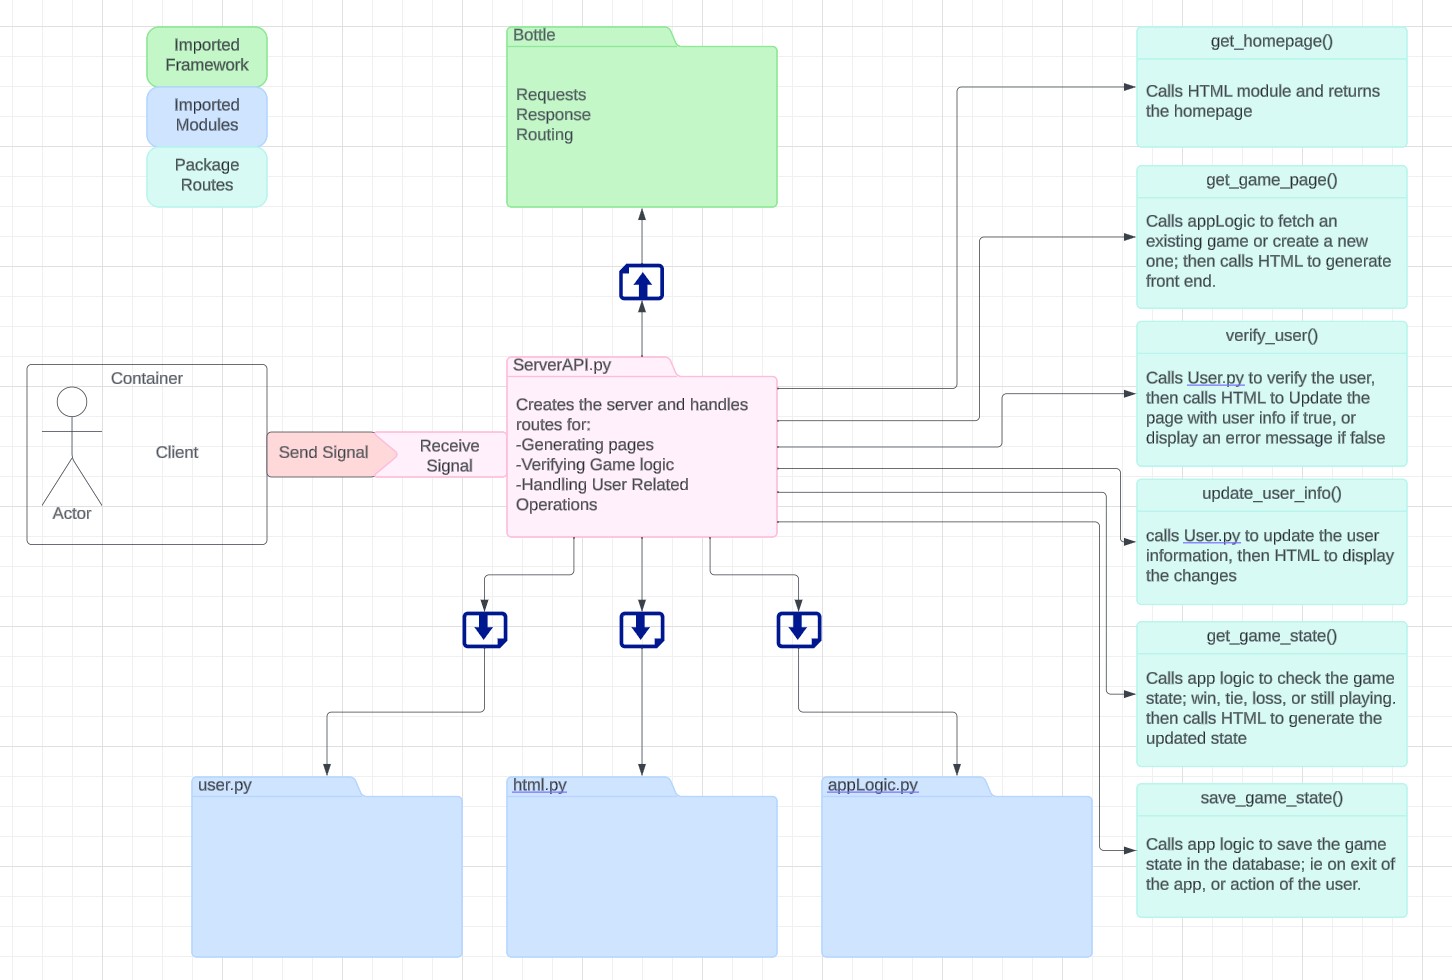 Imported
Framework
Imported
Modules
Package
Routes
Bottle
Requests
Response
Routing
Container
Client
Actor
Send Signal
Receive
Signal
ServerAPI.py
Creates the server and handles
routes for:
-Generating pages
-Verifying Game logic
-Handling User Related
Operations
user.py
html.py
appLogic.py
get_homepage()
Calls HTML module and returns
the homepage
get_game_page()
Calls appLogic to fetch an
existing game or create a new
one; then calls HTML to generate
front end.
verify_user()
Calls User.py to verify the user,
then calls HTML to Update the
page with user info if true, or
display an error message if false
update_user_info()
calls User.py to update the user
information, then HTML to display
the changes
get_game_state()
Calls app logic to check the game
state; win, tie, loss, or still playing.
then calls HTML to generate the
updated state
save_game_state()
Calls app logic to save the game
state in the database; ie on exit of
the app, or action of the user.